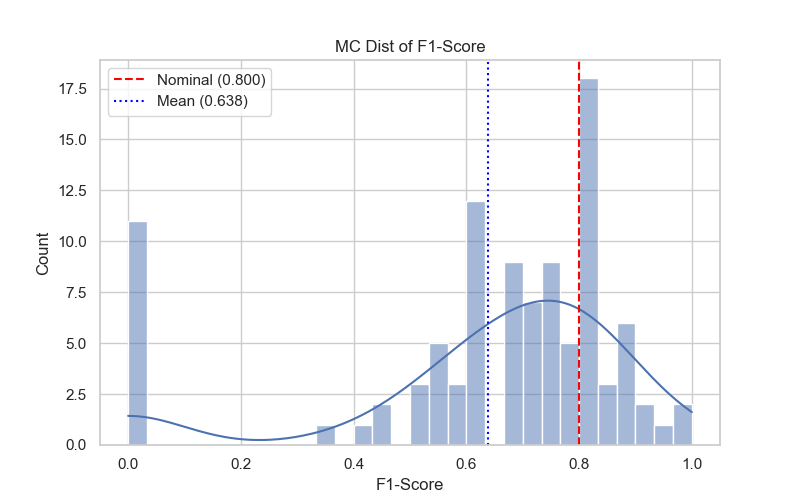 MC Dist of F1-Score
Nominal (0.800)
Mean (0.638)
17.5
15.0
12.5
10.0
7.5
5.0
2.5
0.0
Count
0.0 0.2 0.4 0.6 0.8 1.0
F1-Score